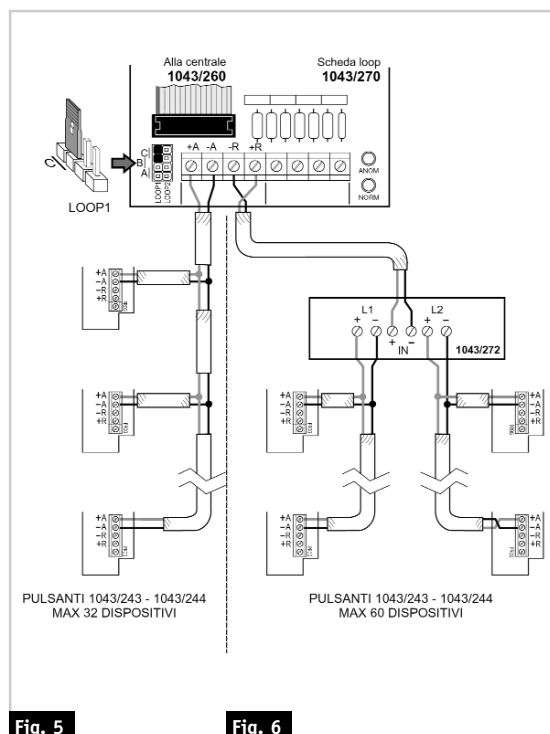 Alla centrale
1043/260
Scheda loop
1043/270
+A -A -R +R
C
B
A
LOOP1
LOOP2
ANOM
NORM
C
LOOP1
+A
-A
-R
+R
L1
L2
+ − + − + −
IN
1043/272
+A
-A
-R
+R
+A
-A
-R
+R
+A
-A
-R
+R
+A
-A
-R
+R
+A
-A
-R
+R
+A
-A
-R
+R
PULSANTI 1043/243 - 1043/244
MAX 32 DISPOSITIVI
PULSANTI 1043/243 - 1043/244
MAX 60 DISPOSITIVI
Fig. 5
Fig. 6